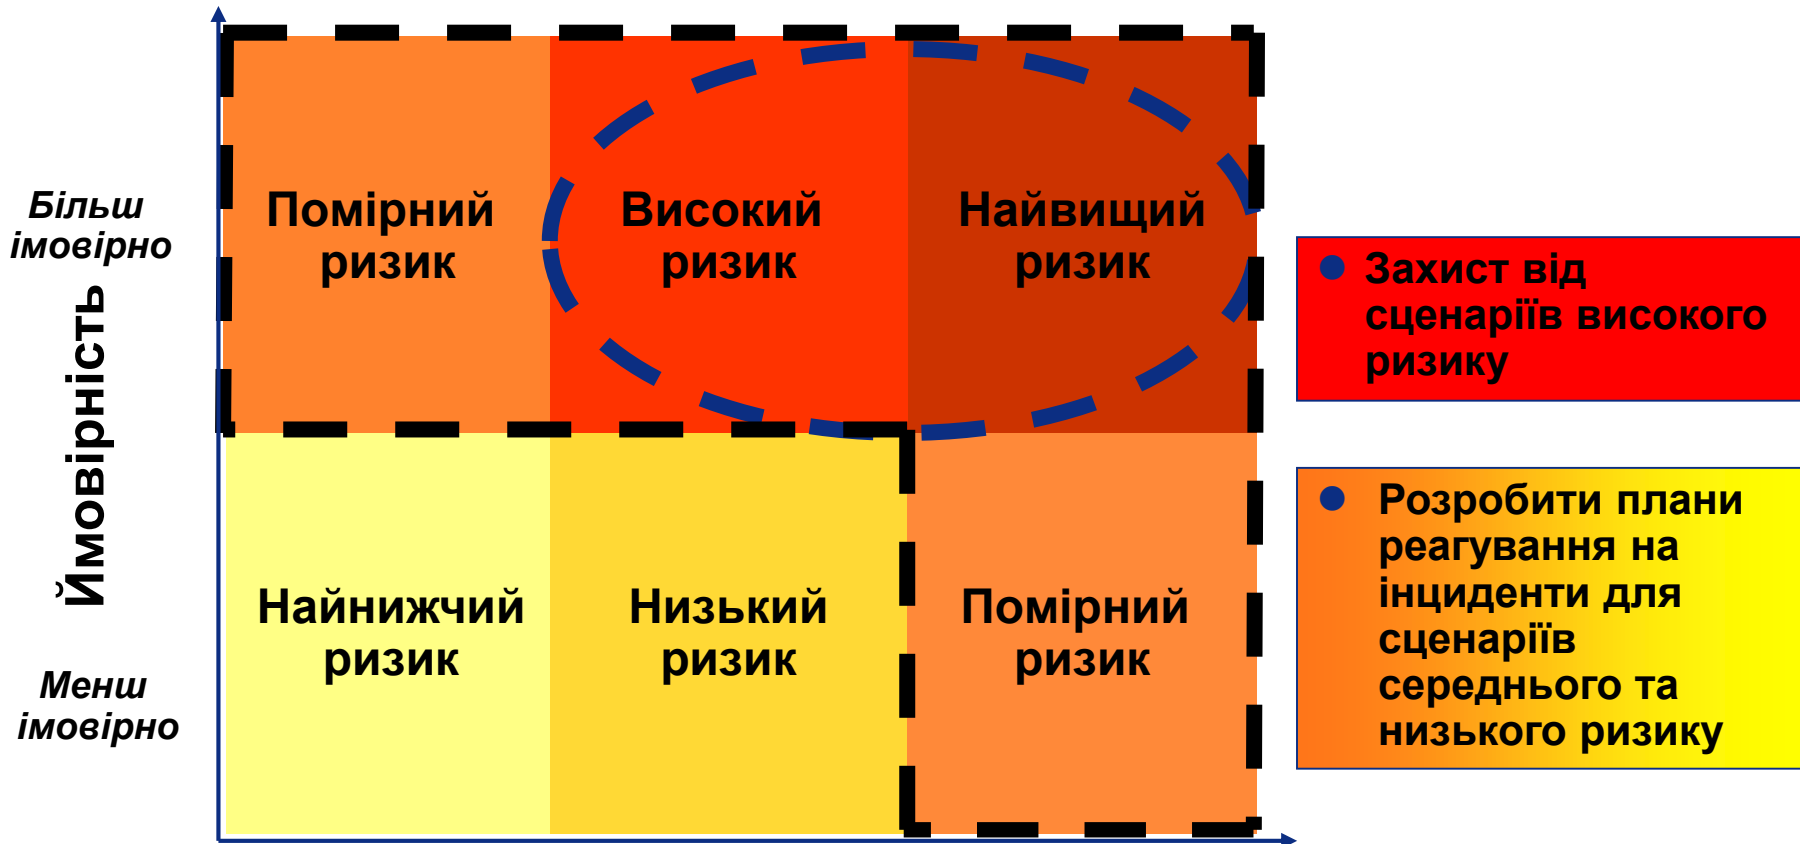 Більш
імовірно
Ймовірність
Менш
імовірно
Помірний
ризик
Високий
ризик
Найвищий
ризик
Найнижчий
ризик
Низький
ризик
Помірний
ризик
Захист від
сценаріїв високого
ризику
Розробити плани
реагування на
інциденти для
сценаріїв
середнього та
низького ризику